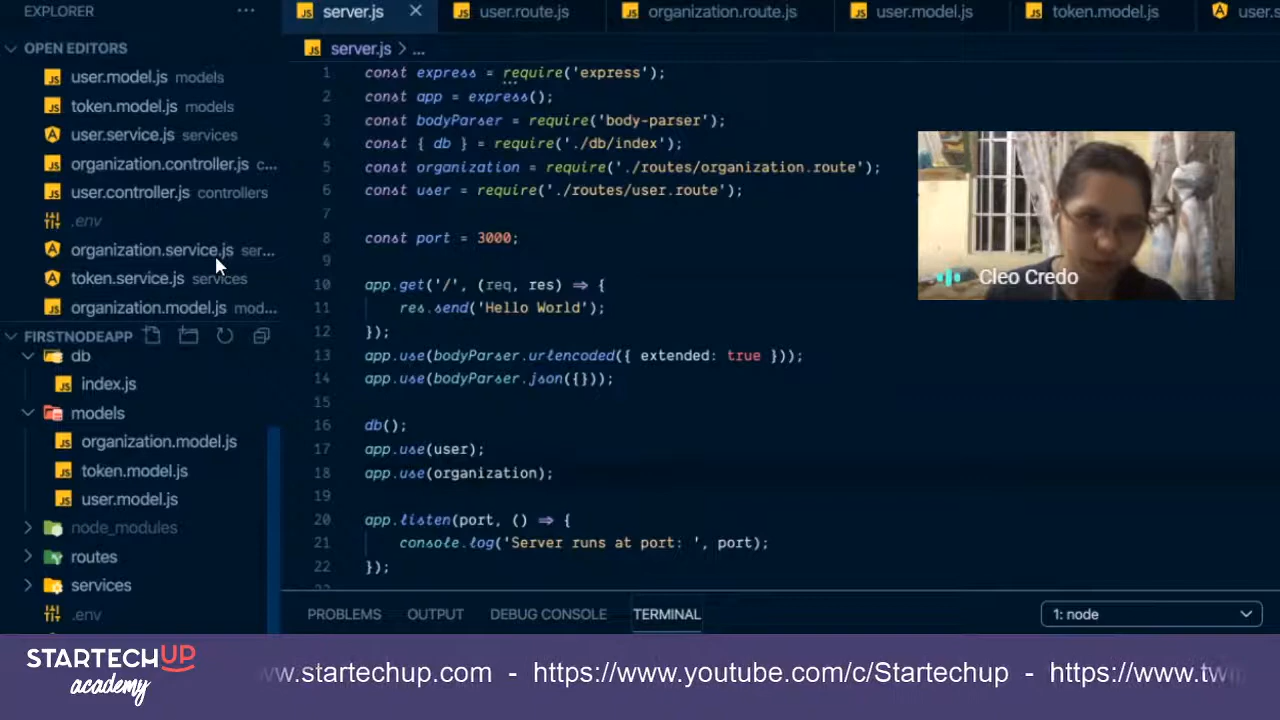 EXPLORER ...
OPEN EDITORS
user.model.js models
token.model.js models
user.service.js services
organization.controller.js c...
user.controller.js controllers
.env
organization.service.js ser...
token.service.js services
organization.model.js mod...
FIRSTNODEAPP
db
index.js
models
organization.model.js
token.model.js
user.model.js
node_modules
routes
services
.env
server.js user.route.js organization.route.js user.model.js token.model.js user.s
server.js > ...
1 const express = require('express');
2 const app = express();
3 const bodyParser = require('body-parser');
4 const { db } = require('./db/index');
5 const organization = require('./routes/organization.route');
6 const user = require('./routes/user.route');
7
8 const port = 3000;
9
10 app.get('/', (req, res) => {
11 res.send('Hello World');
12 });
13 app.use(bodyParser.urlencoded({ extended: true }));
14 app.use(bodyParser.json({}));
15
16 db();
17 app.use(user);
18 app.use(organization);
19
20 app.listen(port, () => {
21 console.log('Server runs at port: ', port);
22 });
Cleo Credo
PROBLEMS OUTPUT DEBUG CONSOLE TERMINAL 1: node
STARTECHUP
academy
w.startechup.com - https://www.youtube.com/c/Startechup - https://www.tw